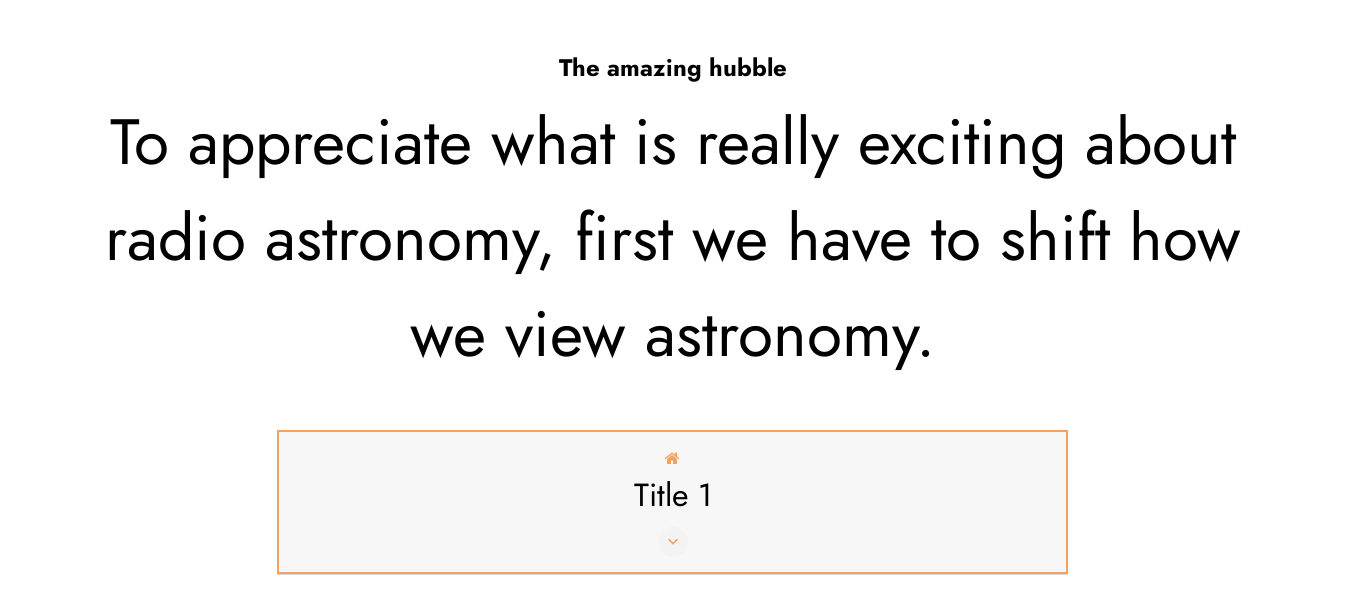 The amazing hubble
To appreciate what is really exciting about
radio astronomy, first we have to shift how
we view astronomy.
Title 1